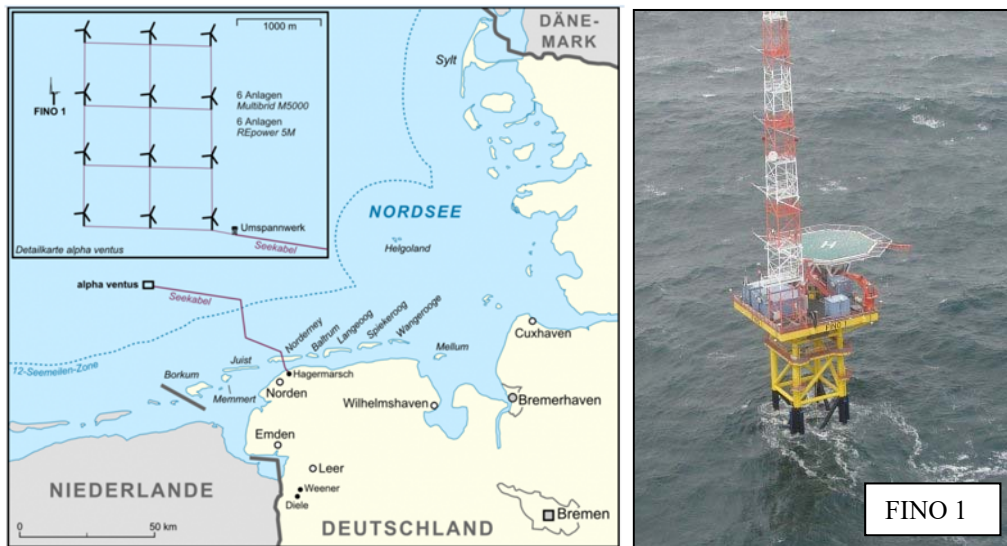 1000 m
FINO 1
6 Anlagen
Multibrid M5000
6 Anlagen
REpower 5M
Umspannwerk
Seekabel
Detailkarte alpha ventus
DÄNE-
MARK
Sylt
NORDSEE
Helgoland
alpha ventus
Seekabel
12-Seemeilen-Zone
Borkum
Juist
Memmert
Norderney
Baltrum
Langeoog
Spiekeroog
Wangerooge
Mellum
Cuxhaven
Hagermarsch
Norden
Wilhelmshaven
Bremerhaven
Emden
Leer
Weener
Diele
NIEDERLANDE
DEUTSCHLAND
Bremen
0
50 km
H
FINO 1
FINO 1